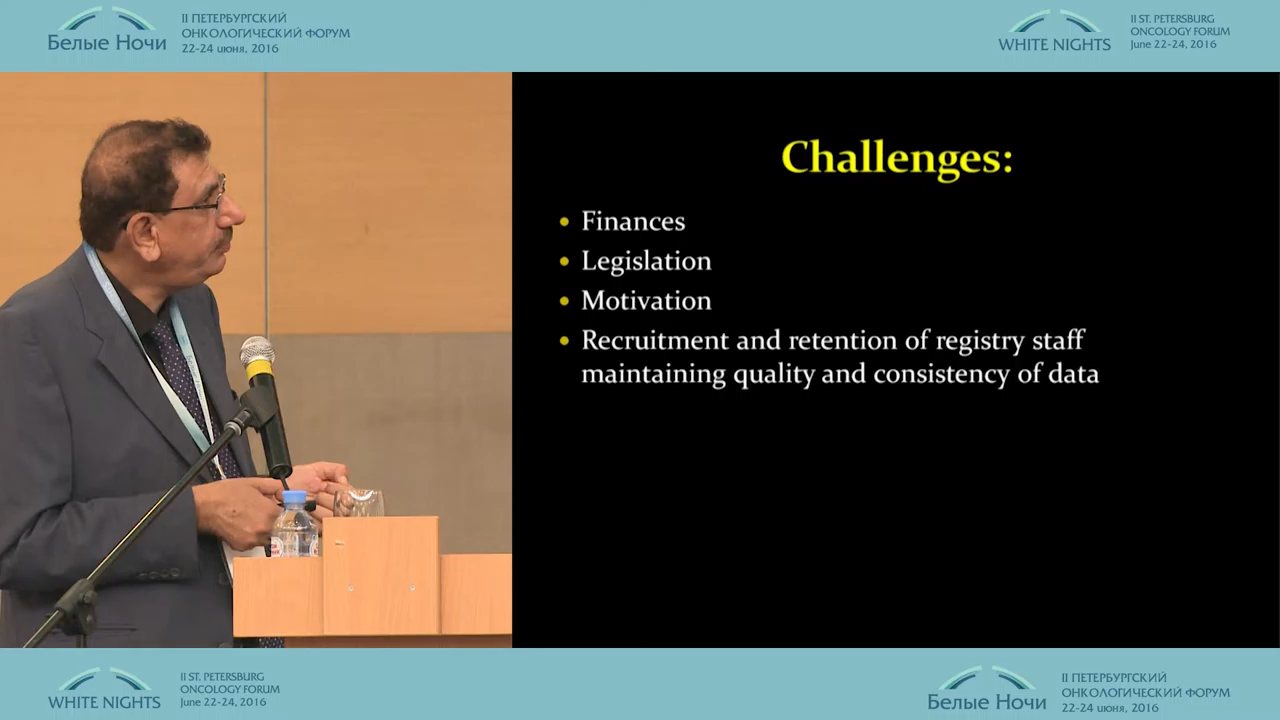 Белые Ночи
II ПЕТЕРБУРГСКИЙ
ОНКОЛОГИЧЕСКИЙ ФОРУМ
22-24 июня, 2016
WHITE NIGHTS
II ST. PETERSBURG
ONCOLOGY FORUM
June 22-24, 2016
Challenges:
• Finances
• Legislation
• Motivation
• Recruitment and retention of registry staff
maintaining quality and consistency of data
WHITE NIGHTS
II ST. PETERSBURG
ONCOLOGY FORUM
June 22-24, 2016
Белые Ночи
II ПЕТЕРБУРГСКИЙ
ОНКОЛОГИЧЕСКИЙ ФОРУМ
22-24 июня, 2016